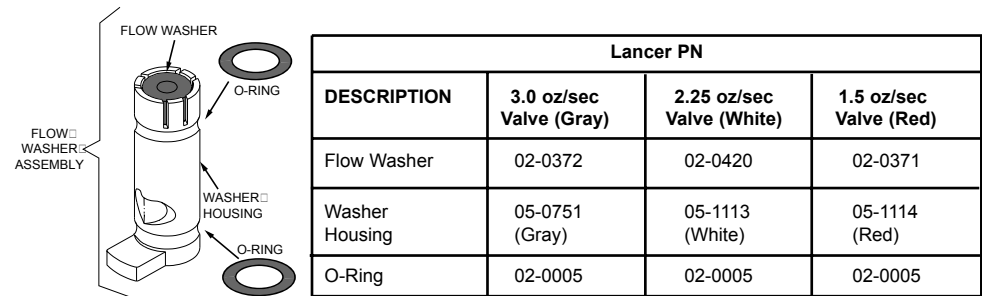 FLOW WASHER
O-RING
FLOW
WASHER
ASSEMBLY
WASHER
HOUSING
O-RING
Lancer PN
DESCRIPTION 3.0 oz/sec Valve (Gray) 2.25 oz/sec Valve (White) 1.5 oz/sec Valve (Red)
Flow Washer 02-0372 02-0420 02-0371
Washer Housing 05-0751 (Gray) 05-1113 (White) 05-1114 (Red)
O-Ring 02-0005 02-0005 02-0005